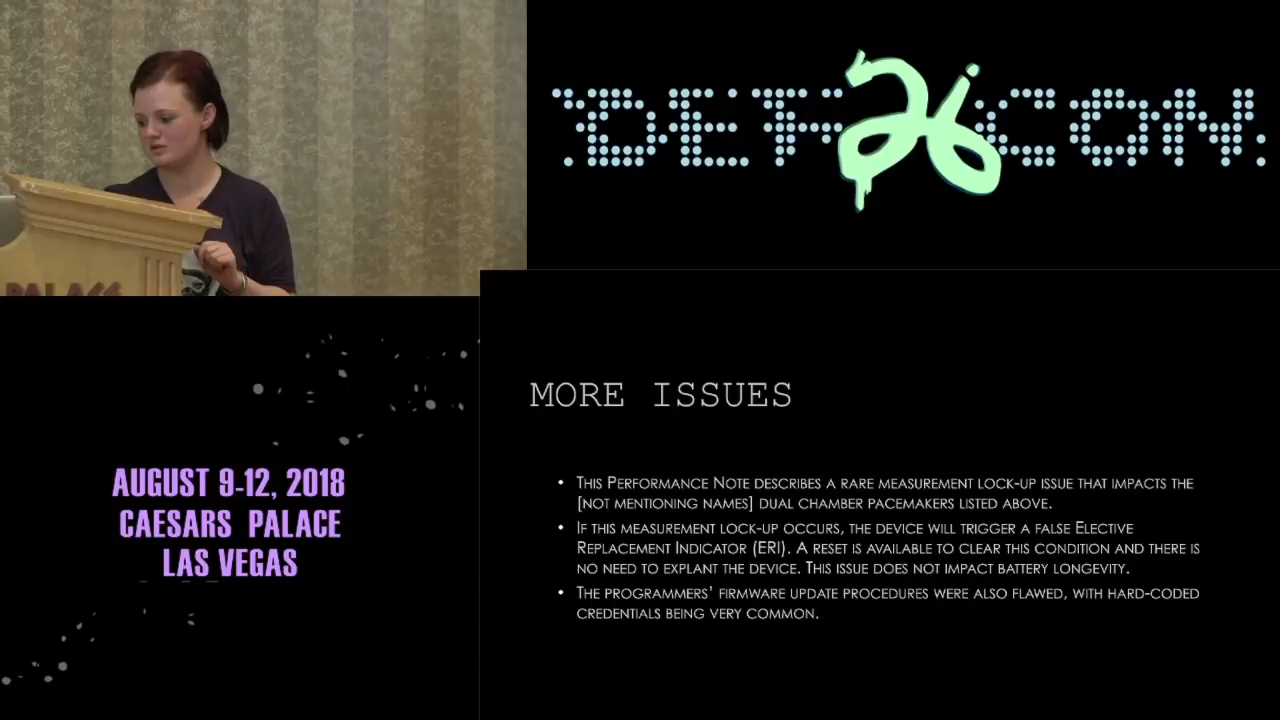 DEF 26 CON
PALACE
AUGUST 9-12, 2018
CAESARS PALACE
LAS VEGAS
MORE ISSUES
• THIS PERFORMANCE NOTE DESCRIBES A RARE MEASUREMENT LOCK-UP ISSUE THAT IMPACTS THE
[NOT MENTIONING NAMES] DUAL CHAMBER PACEMAKERS LISTED ABOVE.
• IF THIS MEASUREMENT LOCK-UP OCCURS, THE DEVICE WILL TRIGGER A FALSE ELECTIVE
REPLACEMENT INDICATOR (ERI). A RESET IS AVAILABLE TO CLEAR THIS CONDITION AND THERE IS
NO NEED TO EXPLANT THE DEVICE. THIS ISSUE DOES NOT IMPACT BATTERY LONGEVITY.
• THE PROGRAMMERS' FIRMWARE UPDATE PROCEDURES WERE ALSO FLAWED, WITH HARD-CODED
CREDENTIALS BEING VERY COMMON.